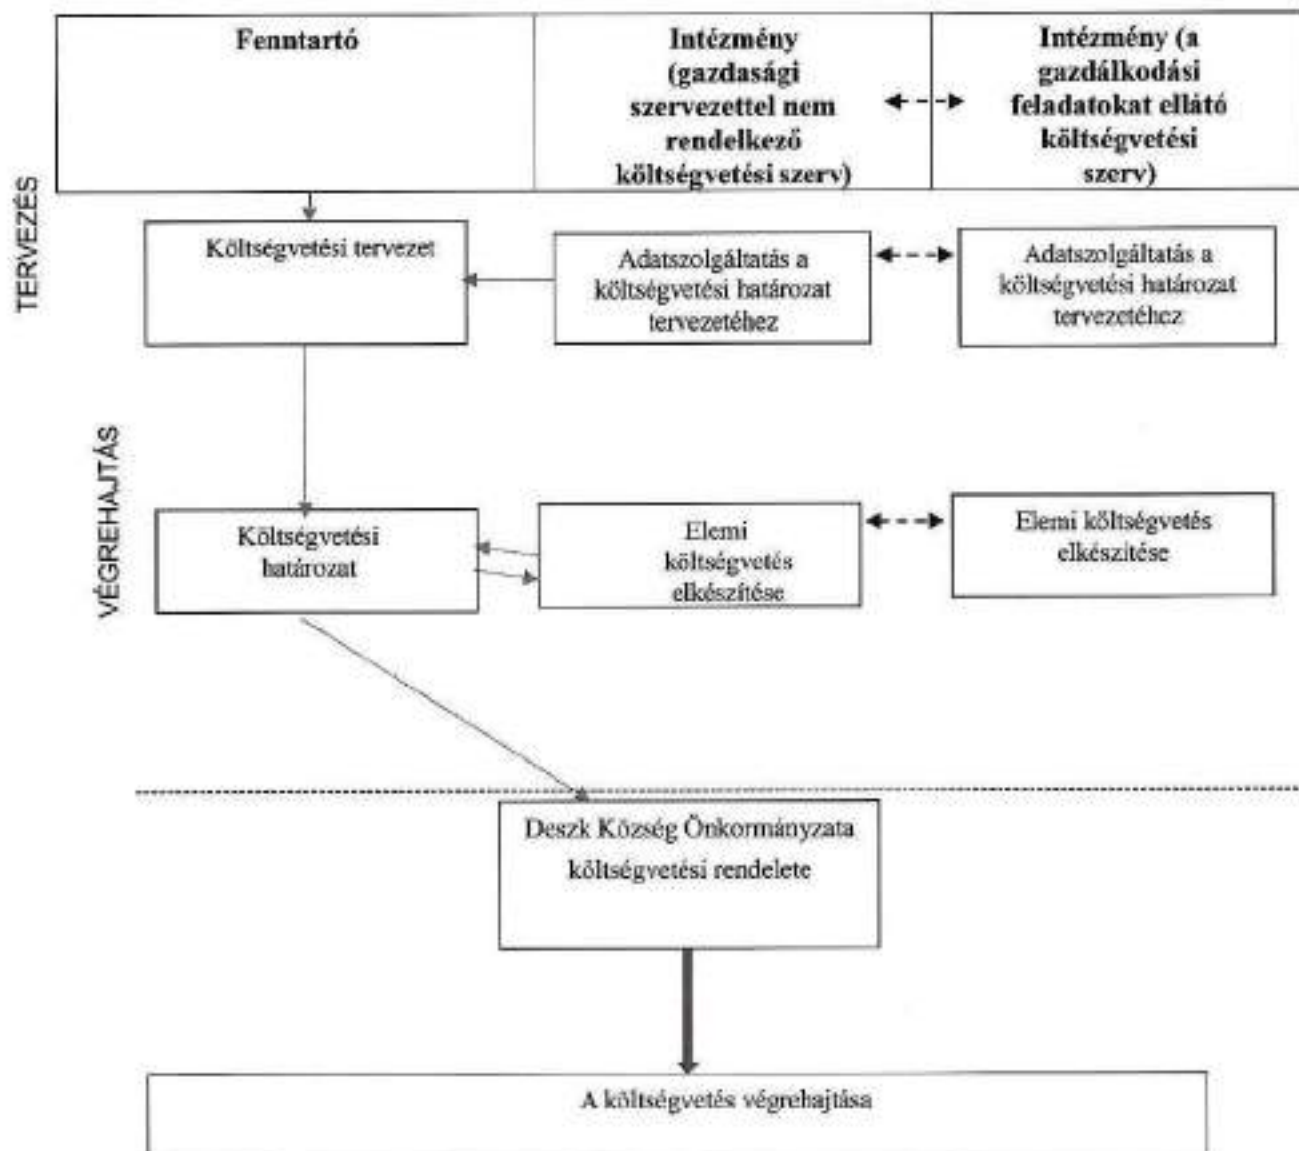 Fenntartó
Intézmény
(gazdasági
szervezettel nem
rendelkező
költségvetési szerv)
Intézmény (a
gazdálkodási
feladatokat ellátó
költségvetési
szerv)
TERVEZÉS
Költségvetési tervezet
Adatszolgáltatás a
költségvetési határozat
tervezetéhez
Adatszolgáltatás a
költségvetési határozat
tervezetéhez
VÉGREHAJTÁS
Költségvetési
határozat
Elemi
költségvetés
elkészítése
Elemi költségvetés
elkészítése
Deszk Község Önkormányzata
költségvetési rendelete
A költségvetés végrehajtása